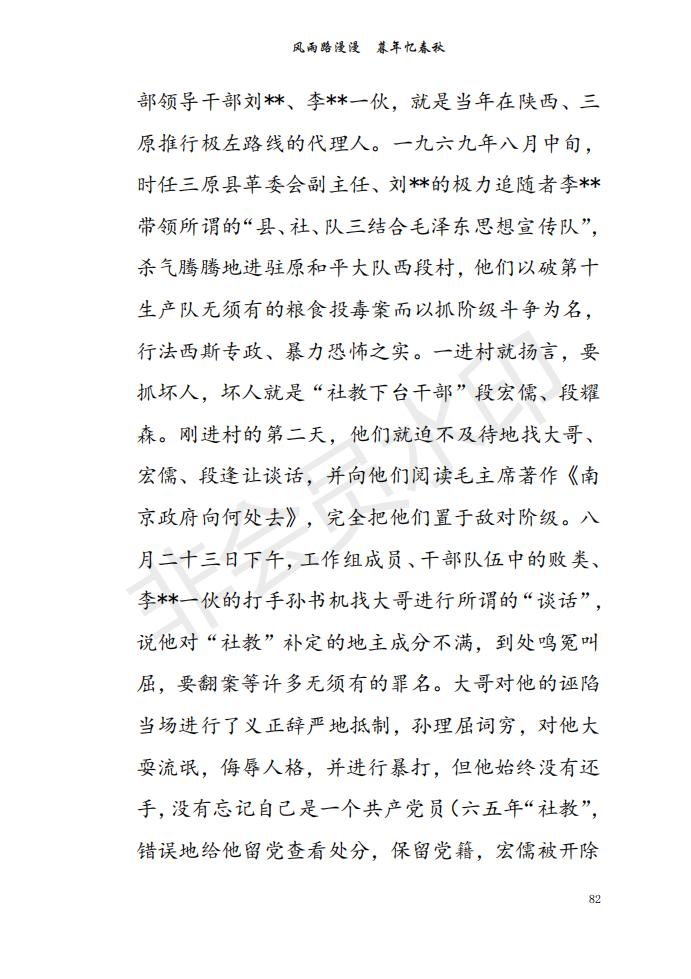 风雨路漫漫　暮年忆春秋
部领导干部刘**、李**一伙，就是当年在陕西、三
原推行极左路线的代理人。一九六九年八月中旬，
时任三原县革委会副主任、刘**的极力追随者李**
带领所谓的“县、社、队三结合毛泽东思想宣传队”，
杀气腾腾地进驻原和平大队西段村，他们以破第十
生产队无须有的粮食投毒案而以抓阶级斗争为名，
行法西斯专政、暴力恐怖之实。一进村就扬言，要
抓坏人，坏人就是“社教下台干部”段宏儒、段耀
森。刚进村的第二天，他们就迫不及待地找大哥、
宏儒、段逢让谈话，并向他们阅读毛主席著作《南
京政府向何处去》，完全把他们置于敌对阶级。八
月二十三日下午，工作组成员、干部队伍中的败类、
李**一伙的打手孙书机找大哥进行所谓的“谈话”，
说他对“社教”补定的地主成分不满，到处鸣冤叫
屈，要翻案等许多无须有的罪名。大哥对他的诬陷
当场进行了义正辞严地抵制，孙理屈词穷，对他大
耍流氓，侮辱人格，并进行暴打，但他始终没有还
手，没有忘记自己是一个共产党员（六五年“社教”，
错误地给他留党查看处分，保留党籍，宏儒被开除
82
非会员水印